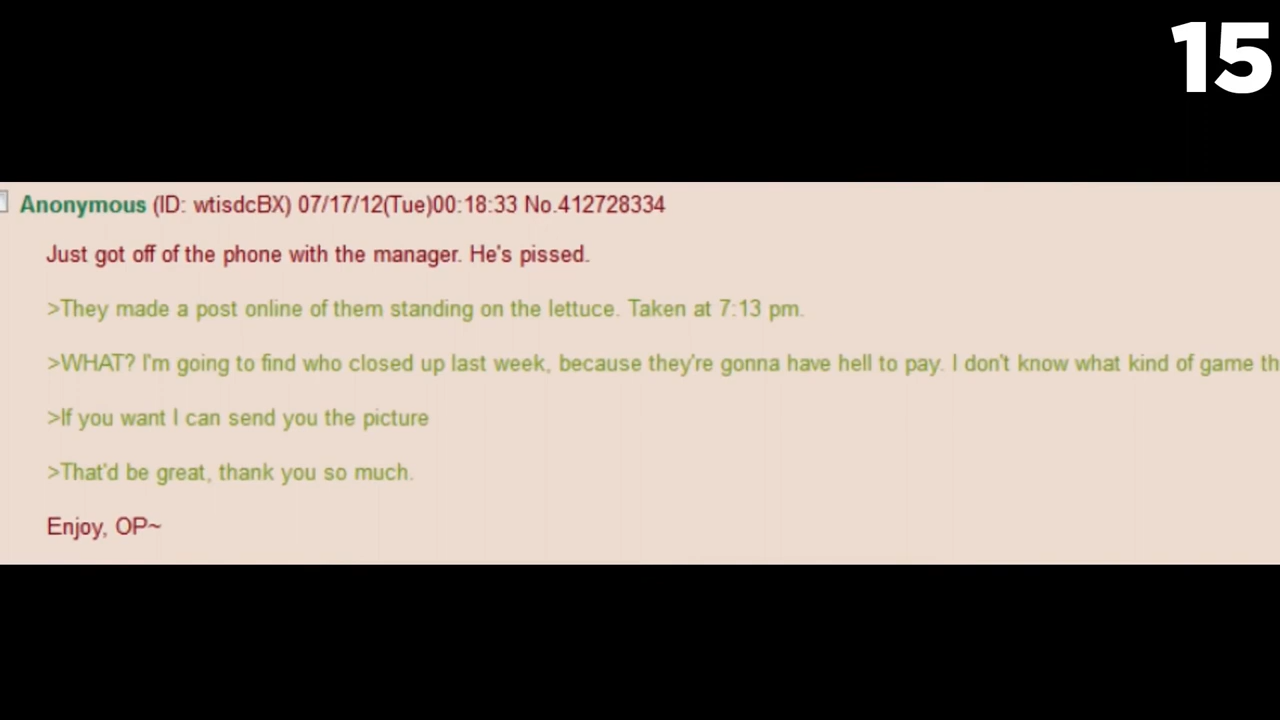 15
Anonymous (ID: wtisdcBX) 07/17/12(Tue)00:18:33 No.412728334
Just got off of the phone with the manager. He's pissed.
>They made a post online of them standing on the lettuce. Taken at 7:13 pm.
>WHAT? I'm going to find who closed up last week, because they're gonna have hell to pay. I don't know what kind of game th
>If you want I can send you the picture
>That'd be great, thank you so much.
Enjoy, OP~